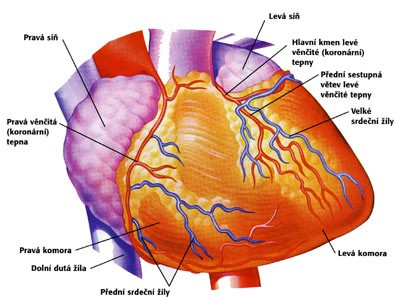 Levá síň
Pravá síň
Hlavní kmen levé
věnčité (koronární)
tepny
Přední sestupná
větev levé
věnčité tepny
Velké
srdeční žíly
Pravá věnčitá
(koronární)
tepna
Pravá komora
Dolní dutá žíla
Přední srdeční žíly
Levá komora